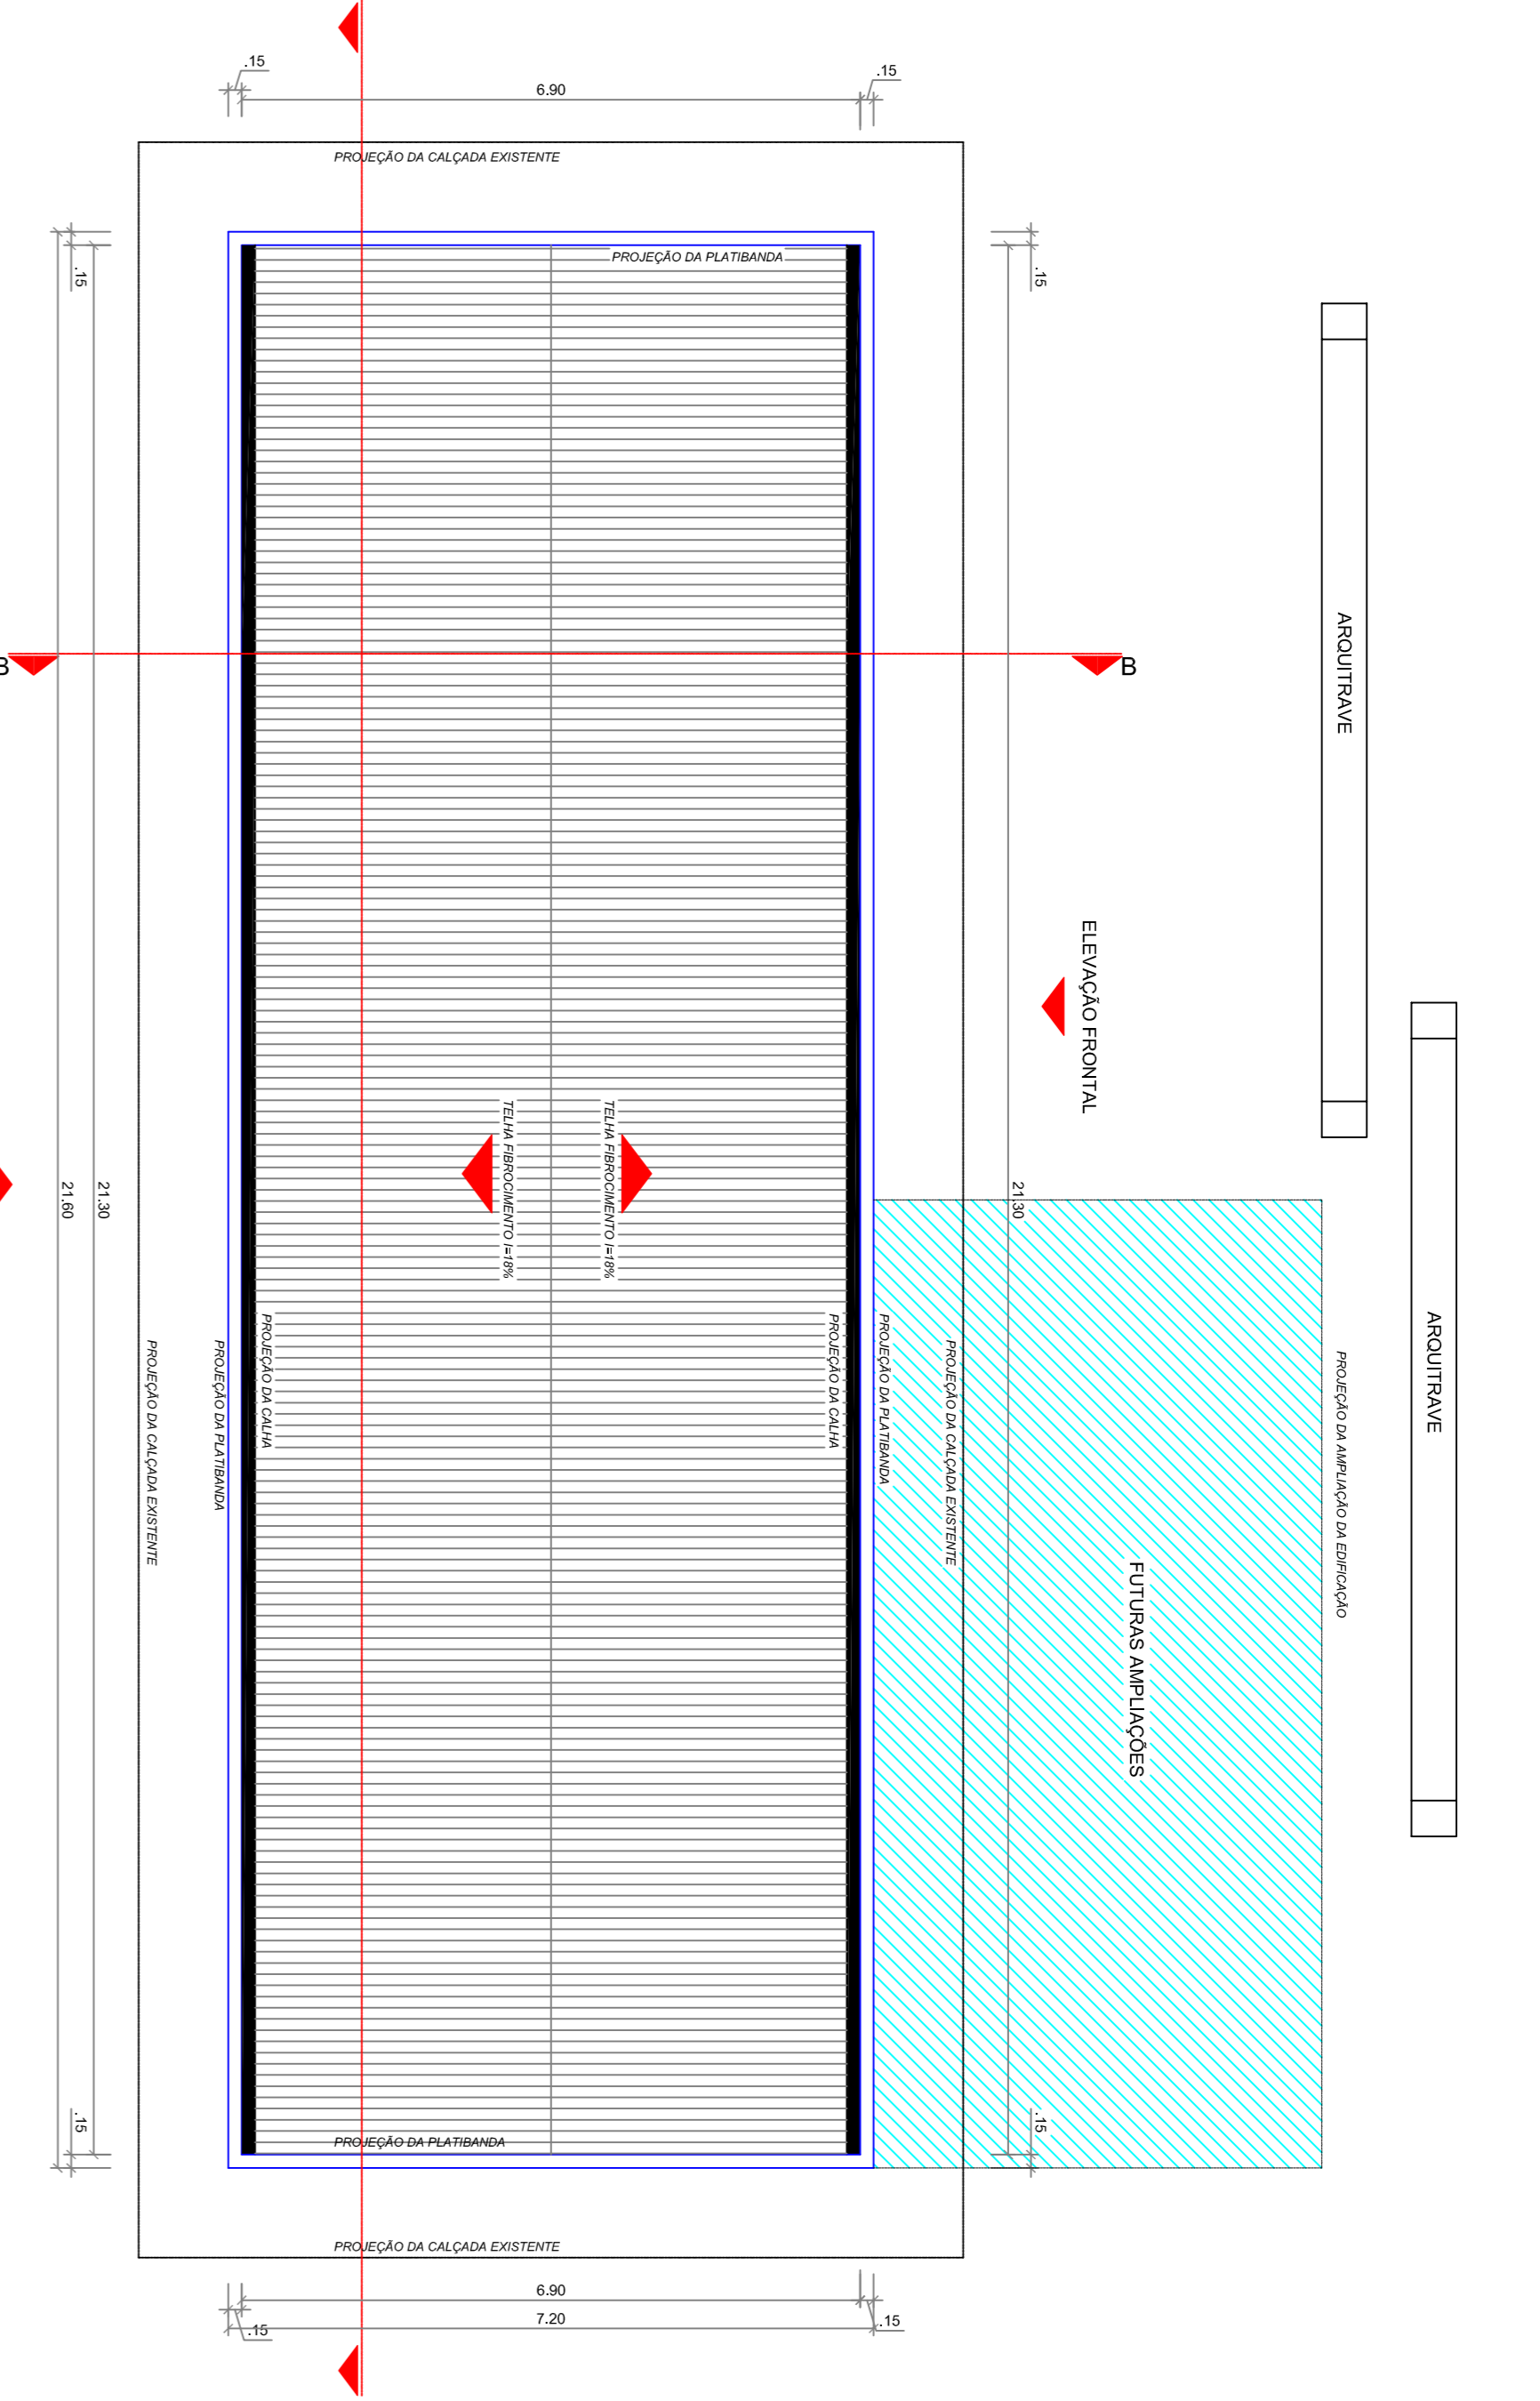 .15
6.90
.15
PROJEÇÃO DA CALÇADA EXISTENTE
PROJEÇÃO DA PLATIBANDA
.15
.15
ARQUITRAVE
B
B
ELEVAÇÃO FRONTAL
ARQUITRAVE
TELHA FIBROCIMENTO I=18%
TELHA FIBROCIMENTO I=18%
21.60
21.30
21.30
PROJEÇÃO DA CALÇADA EXISTENTE
PROJEÇÃO DA PLATIBANDA
PROJEÇÃO DA CALHA
PROJEÇÃO DA CALHA
PROJEÇÃO DA PLATIBANDA
PROJEÇÃO DA CALÇADA EXISTENTE
PROJEÇÃO DA AMPLIAÇÃO DA EDIFICAÇÃO
FUTURAS AMPLIAÇÕES
.15
.15
PROJEÇÃO DA PLATIBANDA
PROJEÇÃO DA CALÇADA EXISTENTE
6.90
7.20
.15
.15